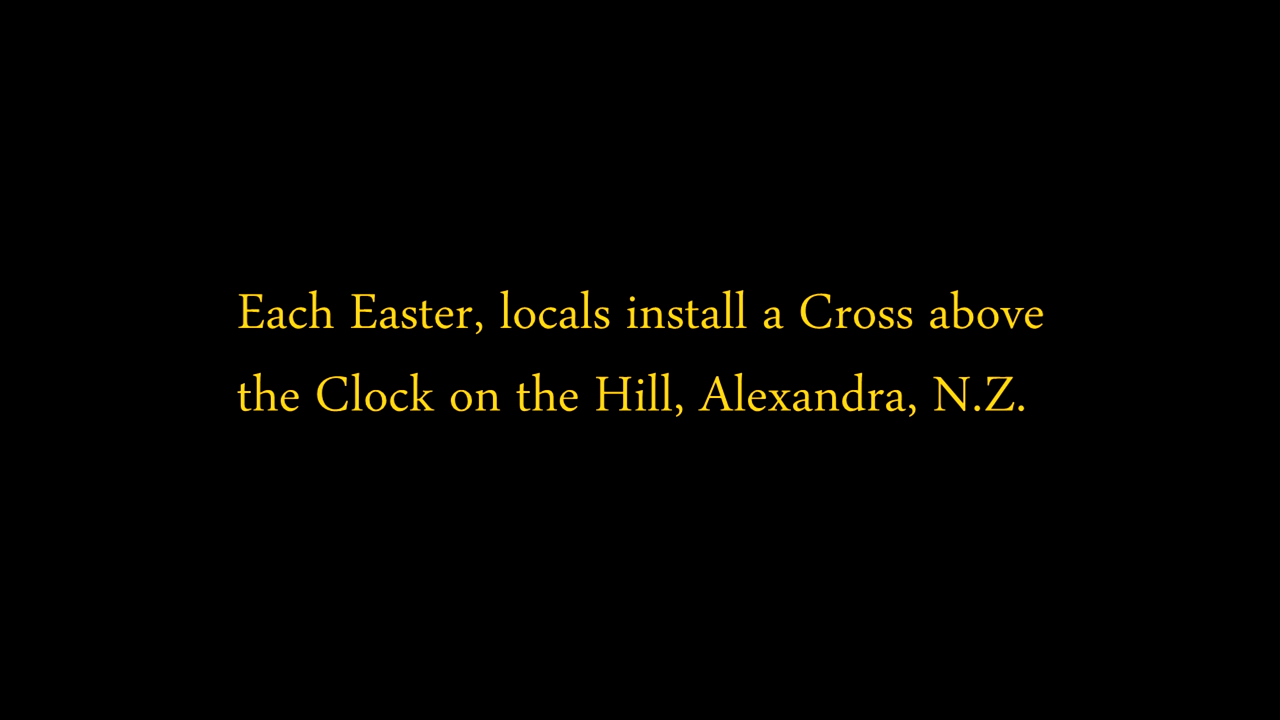 Each Easter, locals install a Cross above
the Clock on the Hill, Alexandra, N.Z.